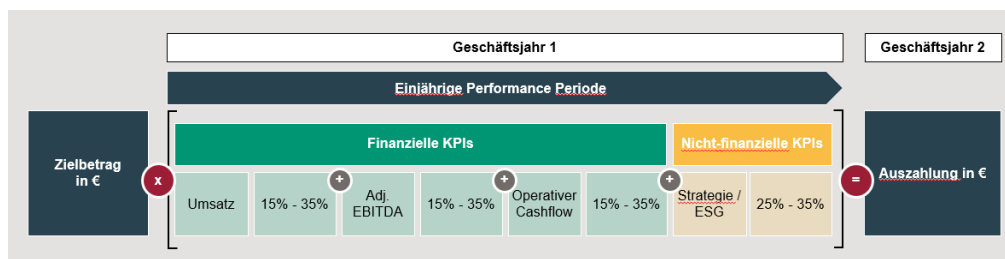 Geschäftsjahr 1
Geschäftsjahr 2
Einjährige Performance Periode
Zielbetrag
in €
x
Finanzielle KPIs
Nicht-finanzielle KPIs
Umsatz
15% - 35%
+
Adj.
EBITDA
15% - 35%
+
Operativer
Cashflow
15% - 35%
+
Strategie /
ESG
25% - 35%
=
Auszahlung in €